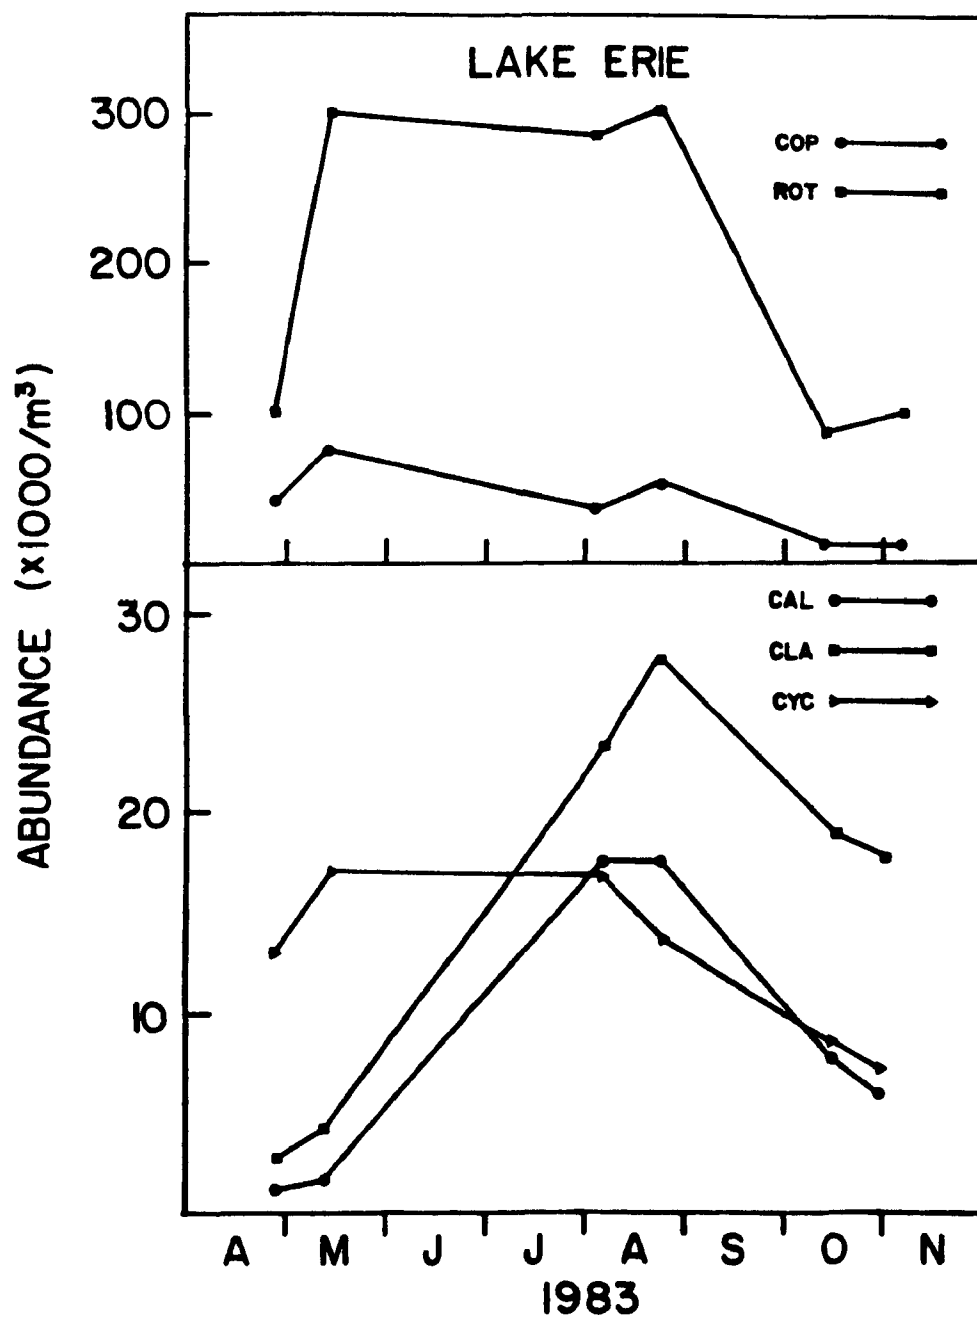 LAKE ERIE
300
200
100
COP
ROT
ABUNDANCE (x1000/m³)
30
20
10
CAL
CLA
CYC
A M J J A S O N
1983